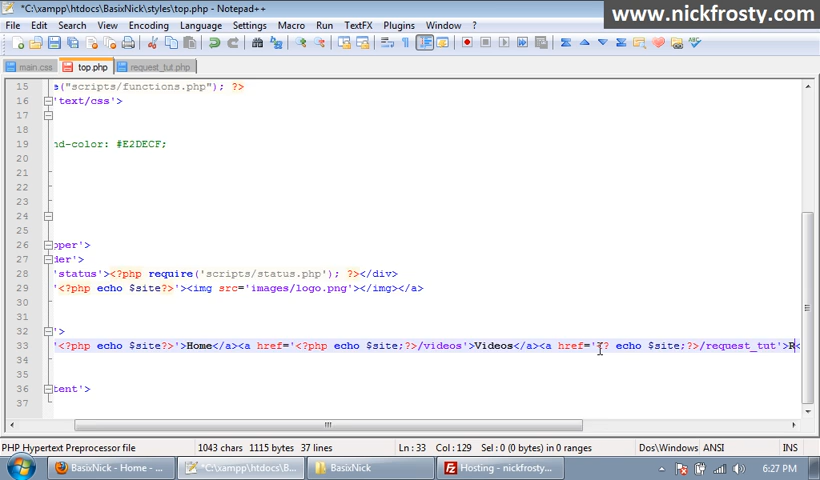 *C:\xampp\htdocs\BasixNick\styles\top.php - Notepad++
www.nickfrosty.com
File Edit Search View Encoding Language Settings Macro Run TextFX Plugins Window ?
main.css top.php request_tut.php
15 e("scripts/functions.php"); ?>
16 'text/css'>
17
18
19 nd-color: #E2DECF;
20
21
22
23
24
25
26 pper'>
27 der'>
28 'status'><?php require('scripts/status.php'); ?></div>
29 '<?php echo $site?>'><img src='images/logo.png'></img></a>
30
31
32 '>
33 '<?php echo $site?>'>Home</a><a href='<?php echo $site;?>/videos'>Videos</a><a href='<? echo $site;?>/request_tut'>R<
34
35
36 tent'>
37
PHP Hypertext Preprocessor file 1043 chars 1115 bytes 37 lines Ln : 33 Col : 129 Sel : 0 (0 bytes) in 0 ranges Dos\Windows ANSI INS
BasixNick - Home - ... *C:\xampp\htdocs\B... BasixNick Hosting - nickfrosty... 6:27 PM